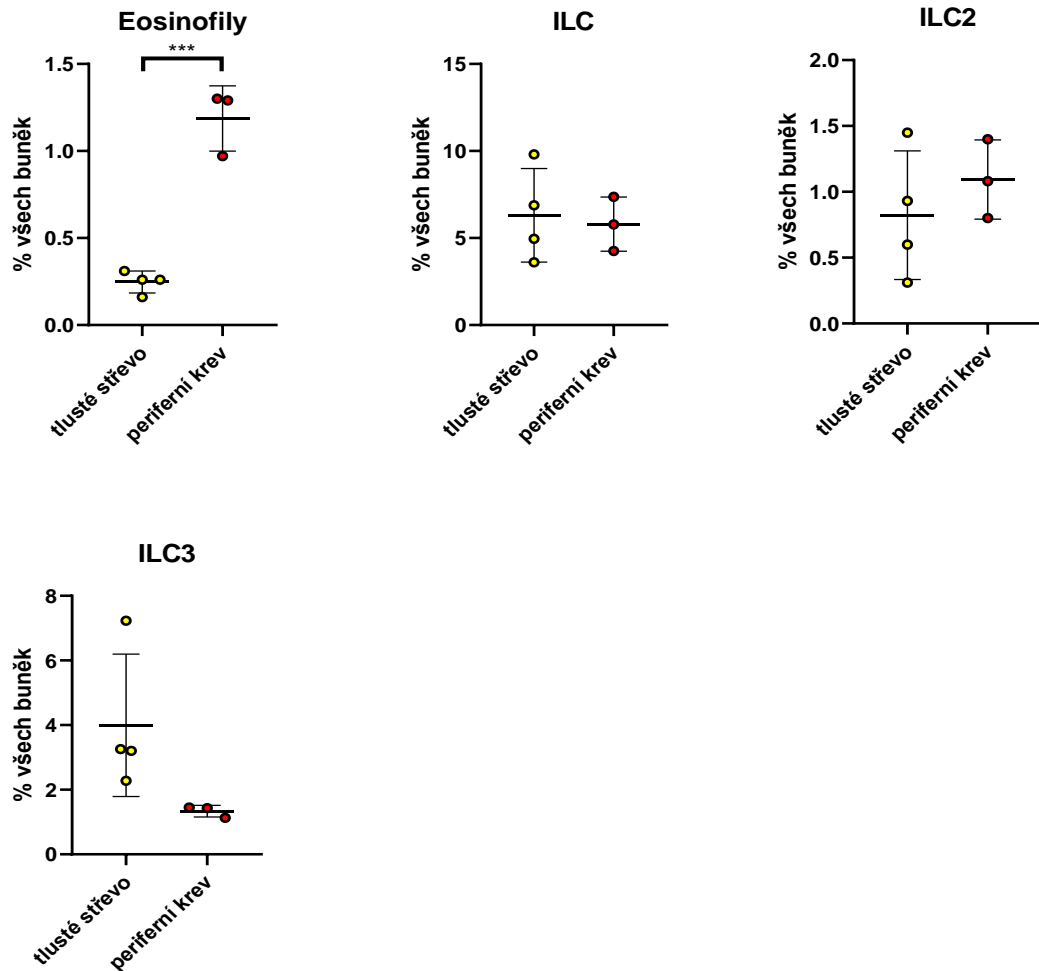 Eosinofily
***
% všech buněk
1.5
1.0
0.5
0.0
tlusté střevo
periferní krev
ILC
% všech buněk
15
10
5
0
tlusté střevo
periferní krev
ILC2
% všech buněk
2.0
1.5
1.0
0.5
0.0
tlusté střevo
periferní krev
ILC3
% všech buněk
8
6
4
2
0
tlusté střevo
periferní krev